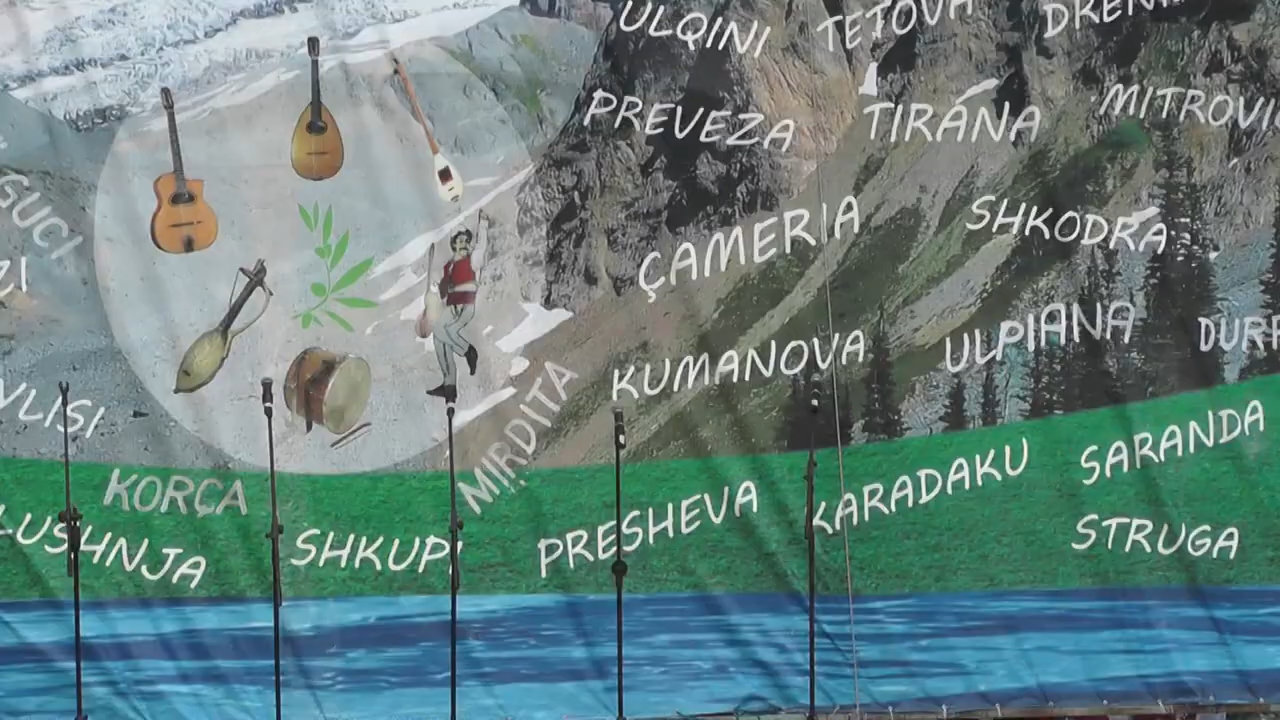 ULQINI
TETOVA
PREVEZA
TIRANA
ÇAMERIA
SHKODRA
KUMANOVA
ULPIANA
MIRDITA
KORÇA
SHKUPI
PRESHEVA
KARADAKU
SARANDA
STRUGA